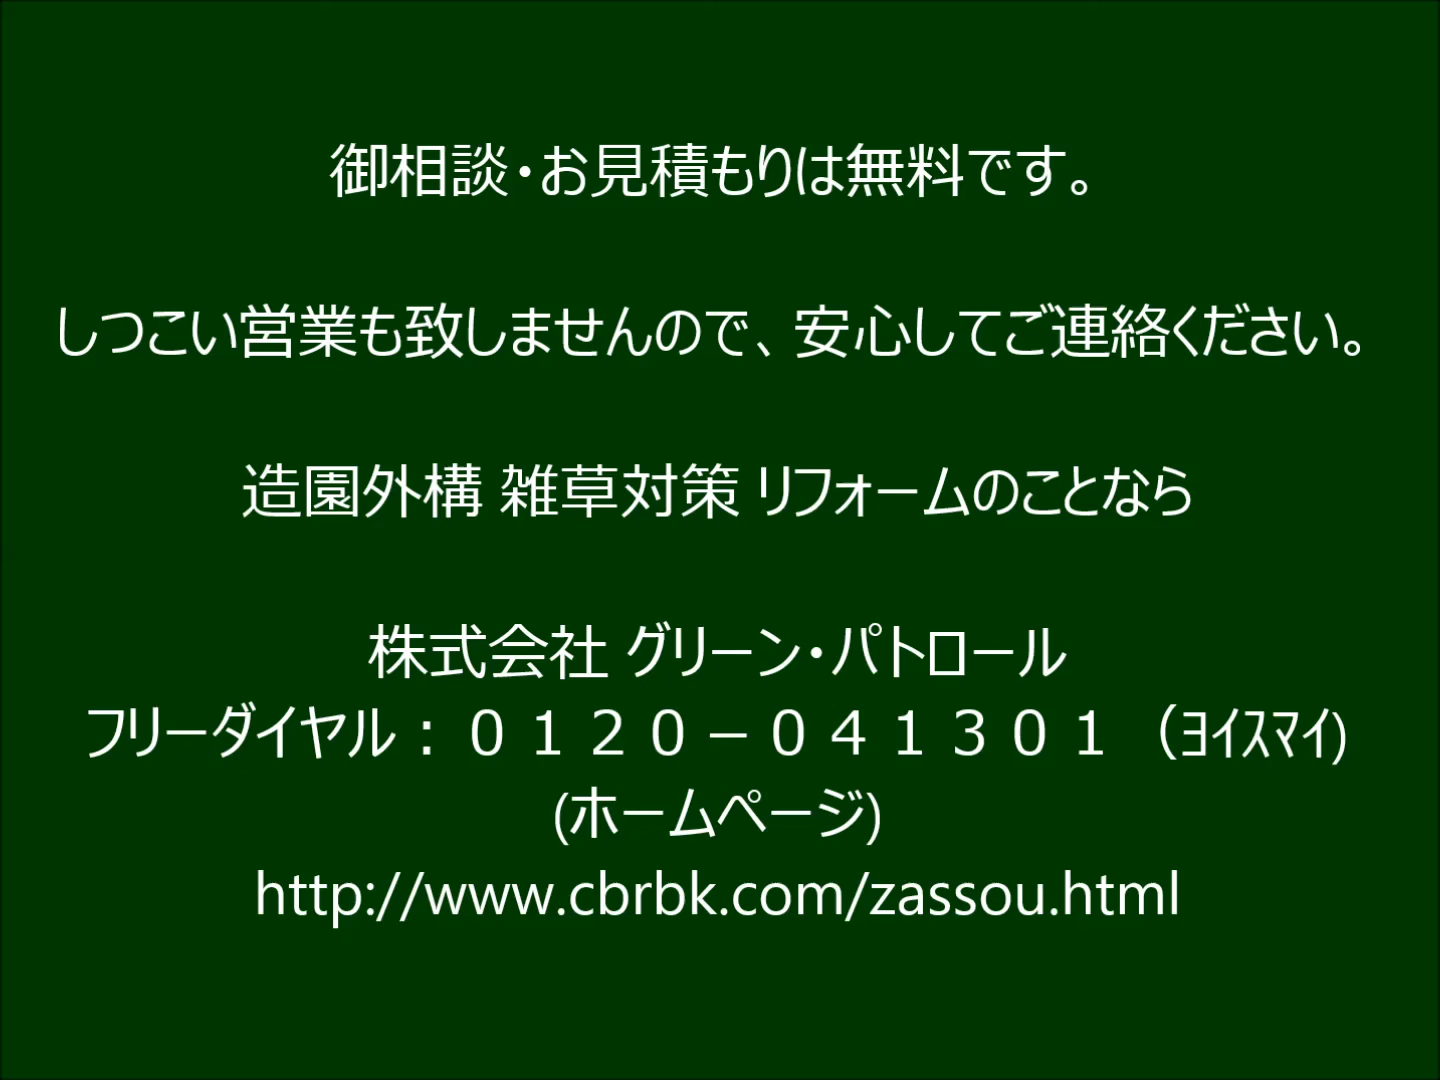 御相談・お見積もりは無料です。
しつこい営業も致しませんので、安心してご連絡ください。
造園外構 雑草対策 リフォームのことなら
株式会社 グリーン・パトロール
フリーダイヤル：０１２０－０４１３０１（ﾖｲｽﾏｲ)
(ホームページ)
http://www.cbrbk.com/zassou.html